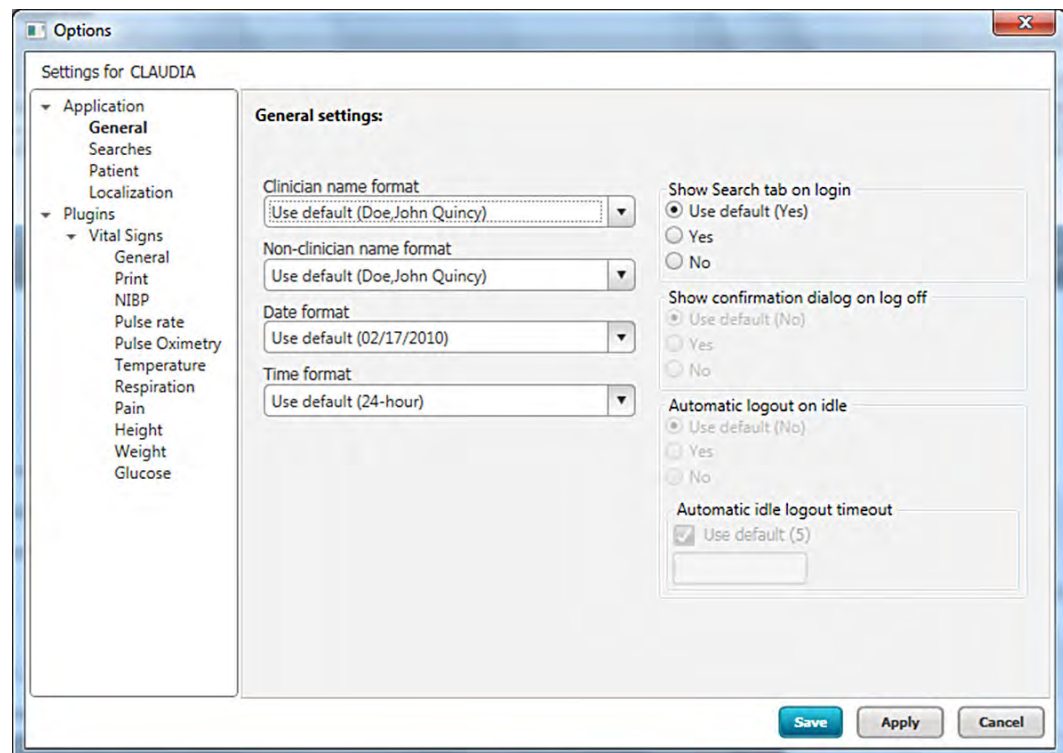 Options
Settings for CLAUDIA
Application
General
Searches
Patient
Localization
Plugins
Vital Signs
General
Print
NIBP
Pulse rate
Pulse Oximetry
Temperature
Respiration
Pain
Height
Weight
Glucose
General settings:
Clinician name format
Use default (Doe,John Quincy)
Non-clinician name format
Use default (Doe,John Quincy)
Date format
Use default (02/17/2010)
Time format
Use default (24-hour)
Show Search tab on login
Use default (Yes)
Yes
No
Show confirmation dialog on log off
Use default (No)
Yes
No
Automatic logout on idle
Use default (No)
Yes
No
Automatic idle logout timeout
Use default (5)
Save
Apply
Cancel